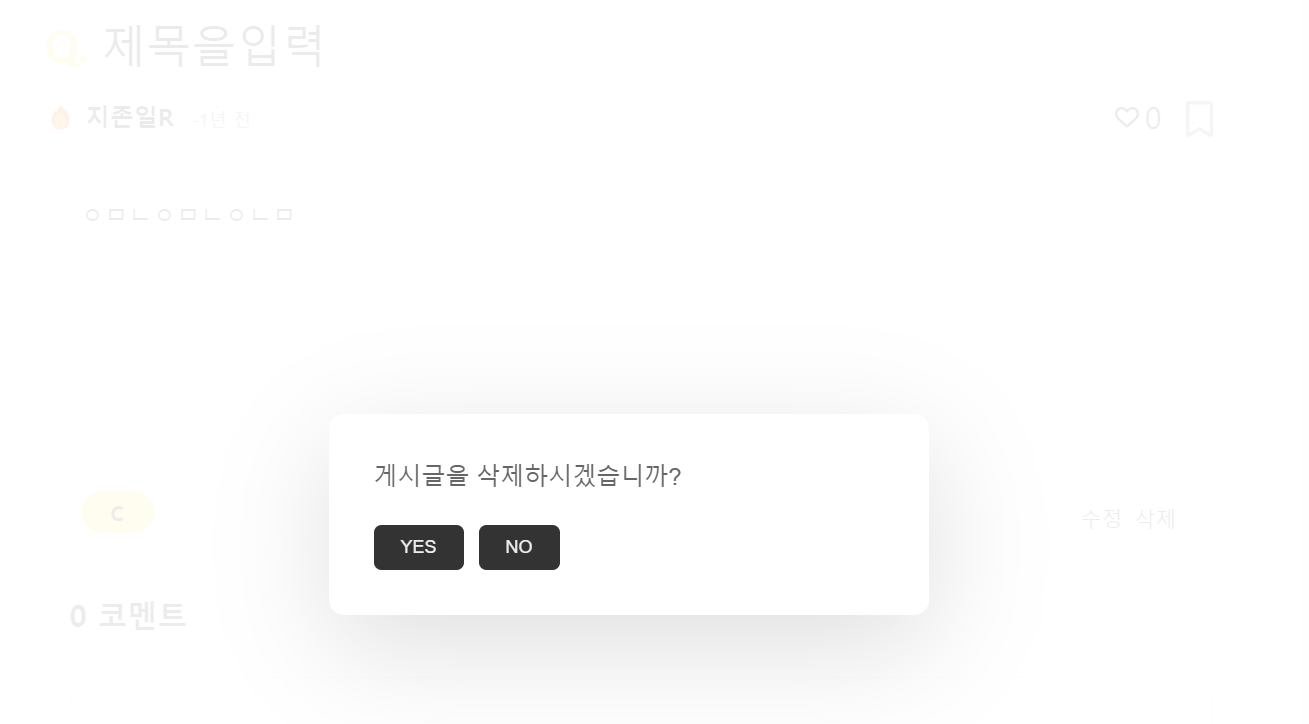 Q. 제목을입력
지존일R -1년 전 0
ㅇㅁㄴㅇㅁㄴㅇㄴㅁ
게시글을 삭제하시겠습니까?
YES NO
C
수정 삭제
0 코멘트